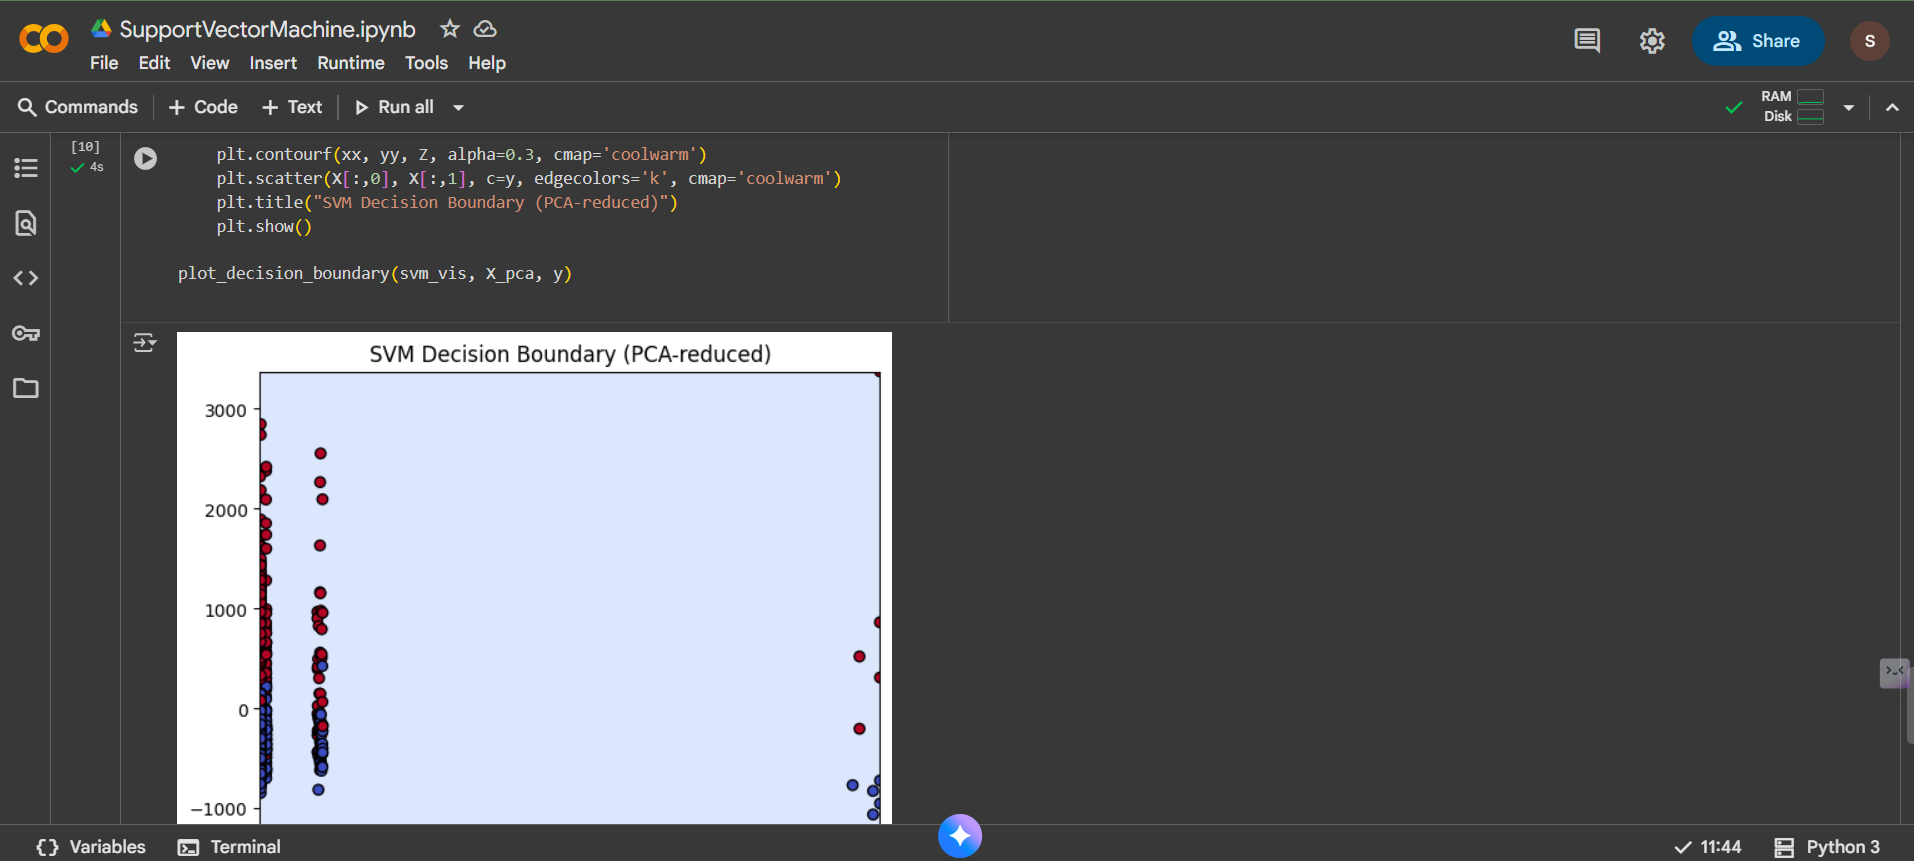 SupportVectorMachine.ipynb
File Edit View Insert Runtime Tools Help
Share
S
Commands + Code + Text Run all
RAM
Disk
[10]
4s
plt.contourf(xx, yy, Z, alpha=0.3, cmap='coolwarm')
plt.scatter(X[:,0], X[:,1], c=y, edgecolors='k', cmap='coolwarm')
plt.title("SVM Decision Boundary (PCA-reduced)")
plt.show()
plot_decision_boundary(svm_vis, X_pca, y)
SVM Decision Boundary (PCA-reduced)
3000
2000
1000
0
−1000
Variables Terminal
11:44 Python 3